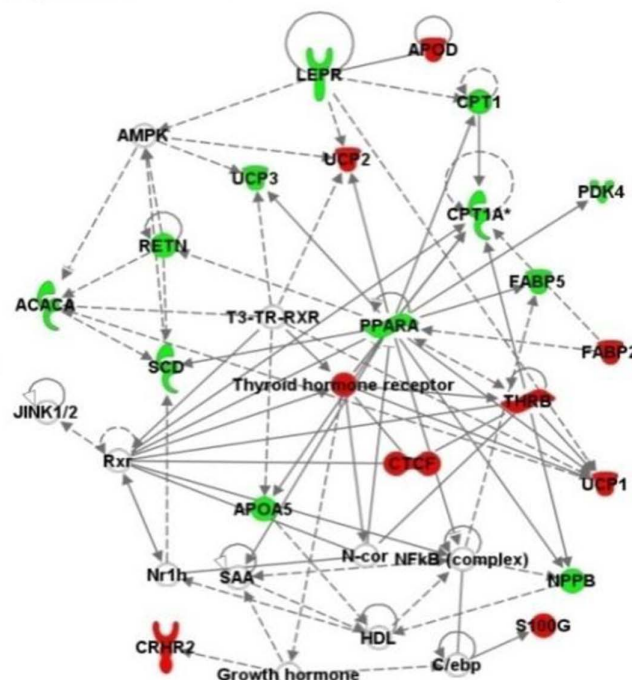 APOD
LEPR
CPT1
AMPK
UCP2
UCP3
PDK4
CPT1A*
RETN
FABP5
ACACA
T3-TR-RXR
PPARA
FABP2
SCD
Thyroid hormone receptor
THRB
JINK1/2
Rxr
CTCF
UCP1
APOA5
N-cor
NFkB (complex)
Nr1h
SAA
NPPB
S100G
HDL
CRHR2
C/ebp
Growth hormone